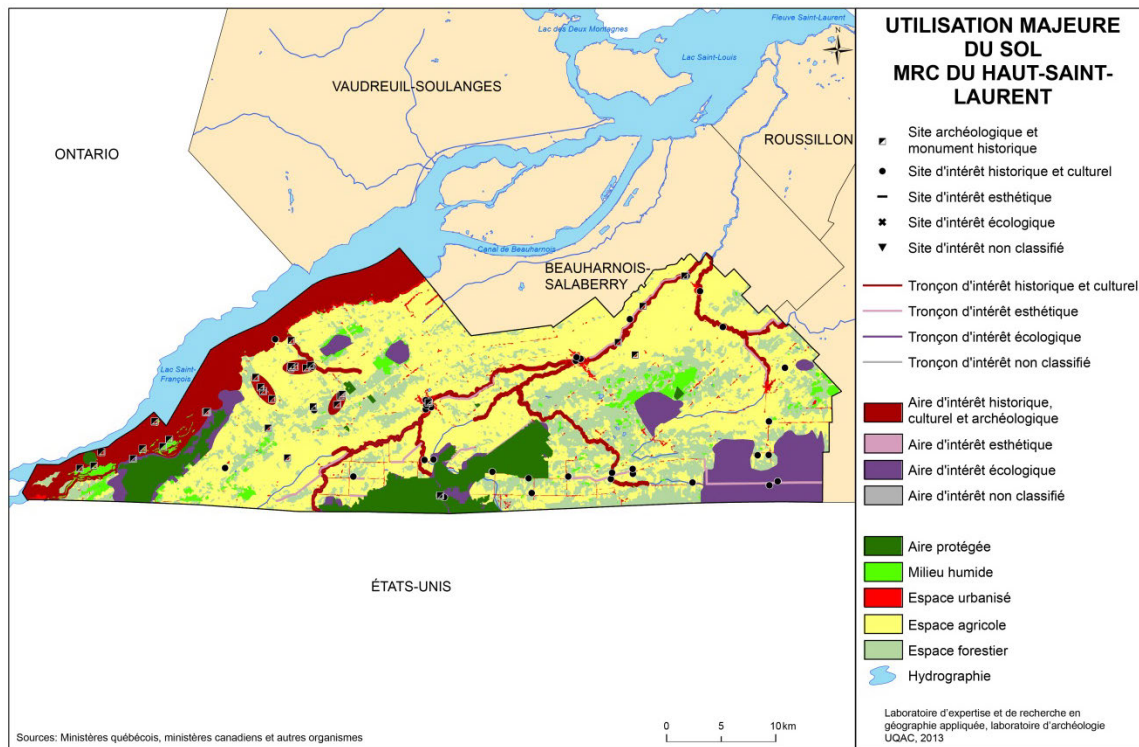 UTILISATION MAJEURE
DU SOL
MRC DU HAUT-SAINT-
LAURENT
Site archéologique et
monument historique
Site d'intérêt historique et culturel
Site d'intérêt esthétique
Site d'intérêt écologique
Site d'intérêt non classifié
Tronçon d'intérêt historique et culturel
Tronçon d'intérêt esthétique
Tronçon d'intérêt écologique
Tronçon d'intérêt non classifié
Aire d'intérêt historique,
culturel et archéologique
Aire d'intérêt esthétique
Aire d'intérêt écologique
Aire d'intérêt non classifié
Aire protégée
Milieu humide
Espace urbanisé
Espace agricole
Espace forestier
Hydrographie
Laboratoire d'expertise et de recherche en
géographie appliquée, laboratoire d'archéologie
UQAC, 2013
Fleuve Saint-Laurent
Lac des Deux Montagnes
N
Lac Saint-Louis
VAUDREUIL-SOULANGES
ROUSSILLON
ONTARIO
Canal de Beauharnois
BEAUHARNOIS-
SALABERRY
Lac Saint-
François
ÉTATS-UNIS
0 5 10 km
Sources: Ministères québécois, ministères canadiens et autres organismes